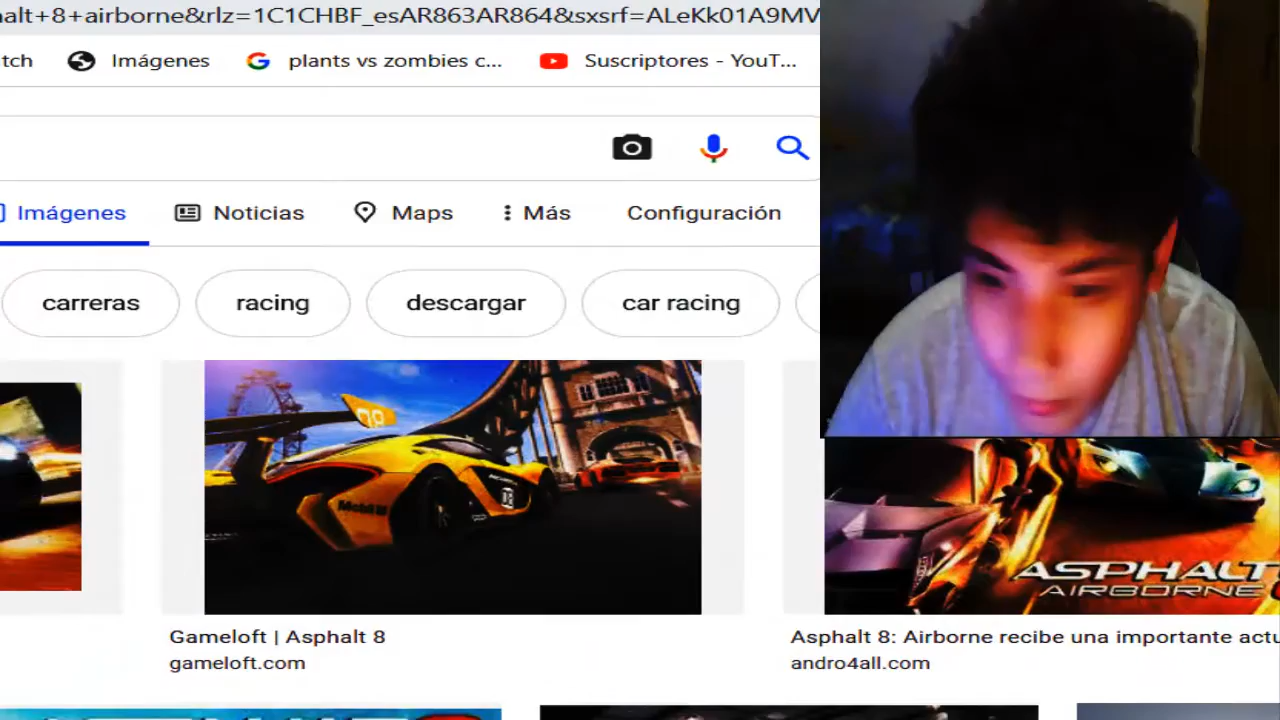 alt+8+airborne&rlz=1C1CHBF_esAR863AR864&sxsrf=ALeKk01A9MV
tch Imágenes plants vs zombies c... Suscriptores - YouT...
Imágenes Noticias Maps Más Configuración
carreras racing descargar car racing
Mobil
ASPHALT
AIRBORNE
Gameloft | Asphalt 8 Asphalt 8: Airborne recibe una importante actu
gameloft.com andro4all.com